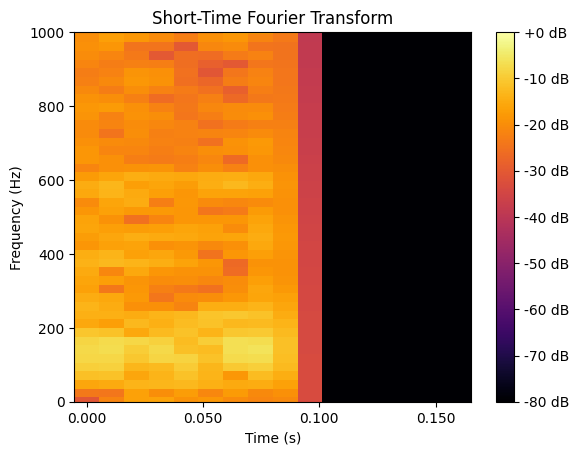 Short-Time Fourier Transform
Frequency (Hz)
1000
800
600
400
200
0
0.000
0.050
0.100
0.150
Time (s)
+0 dB
-10 dB
-20 dB
-30 dB
-40 dB
-50 dB
-60 dB
-70 dB
-80 dB